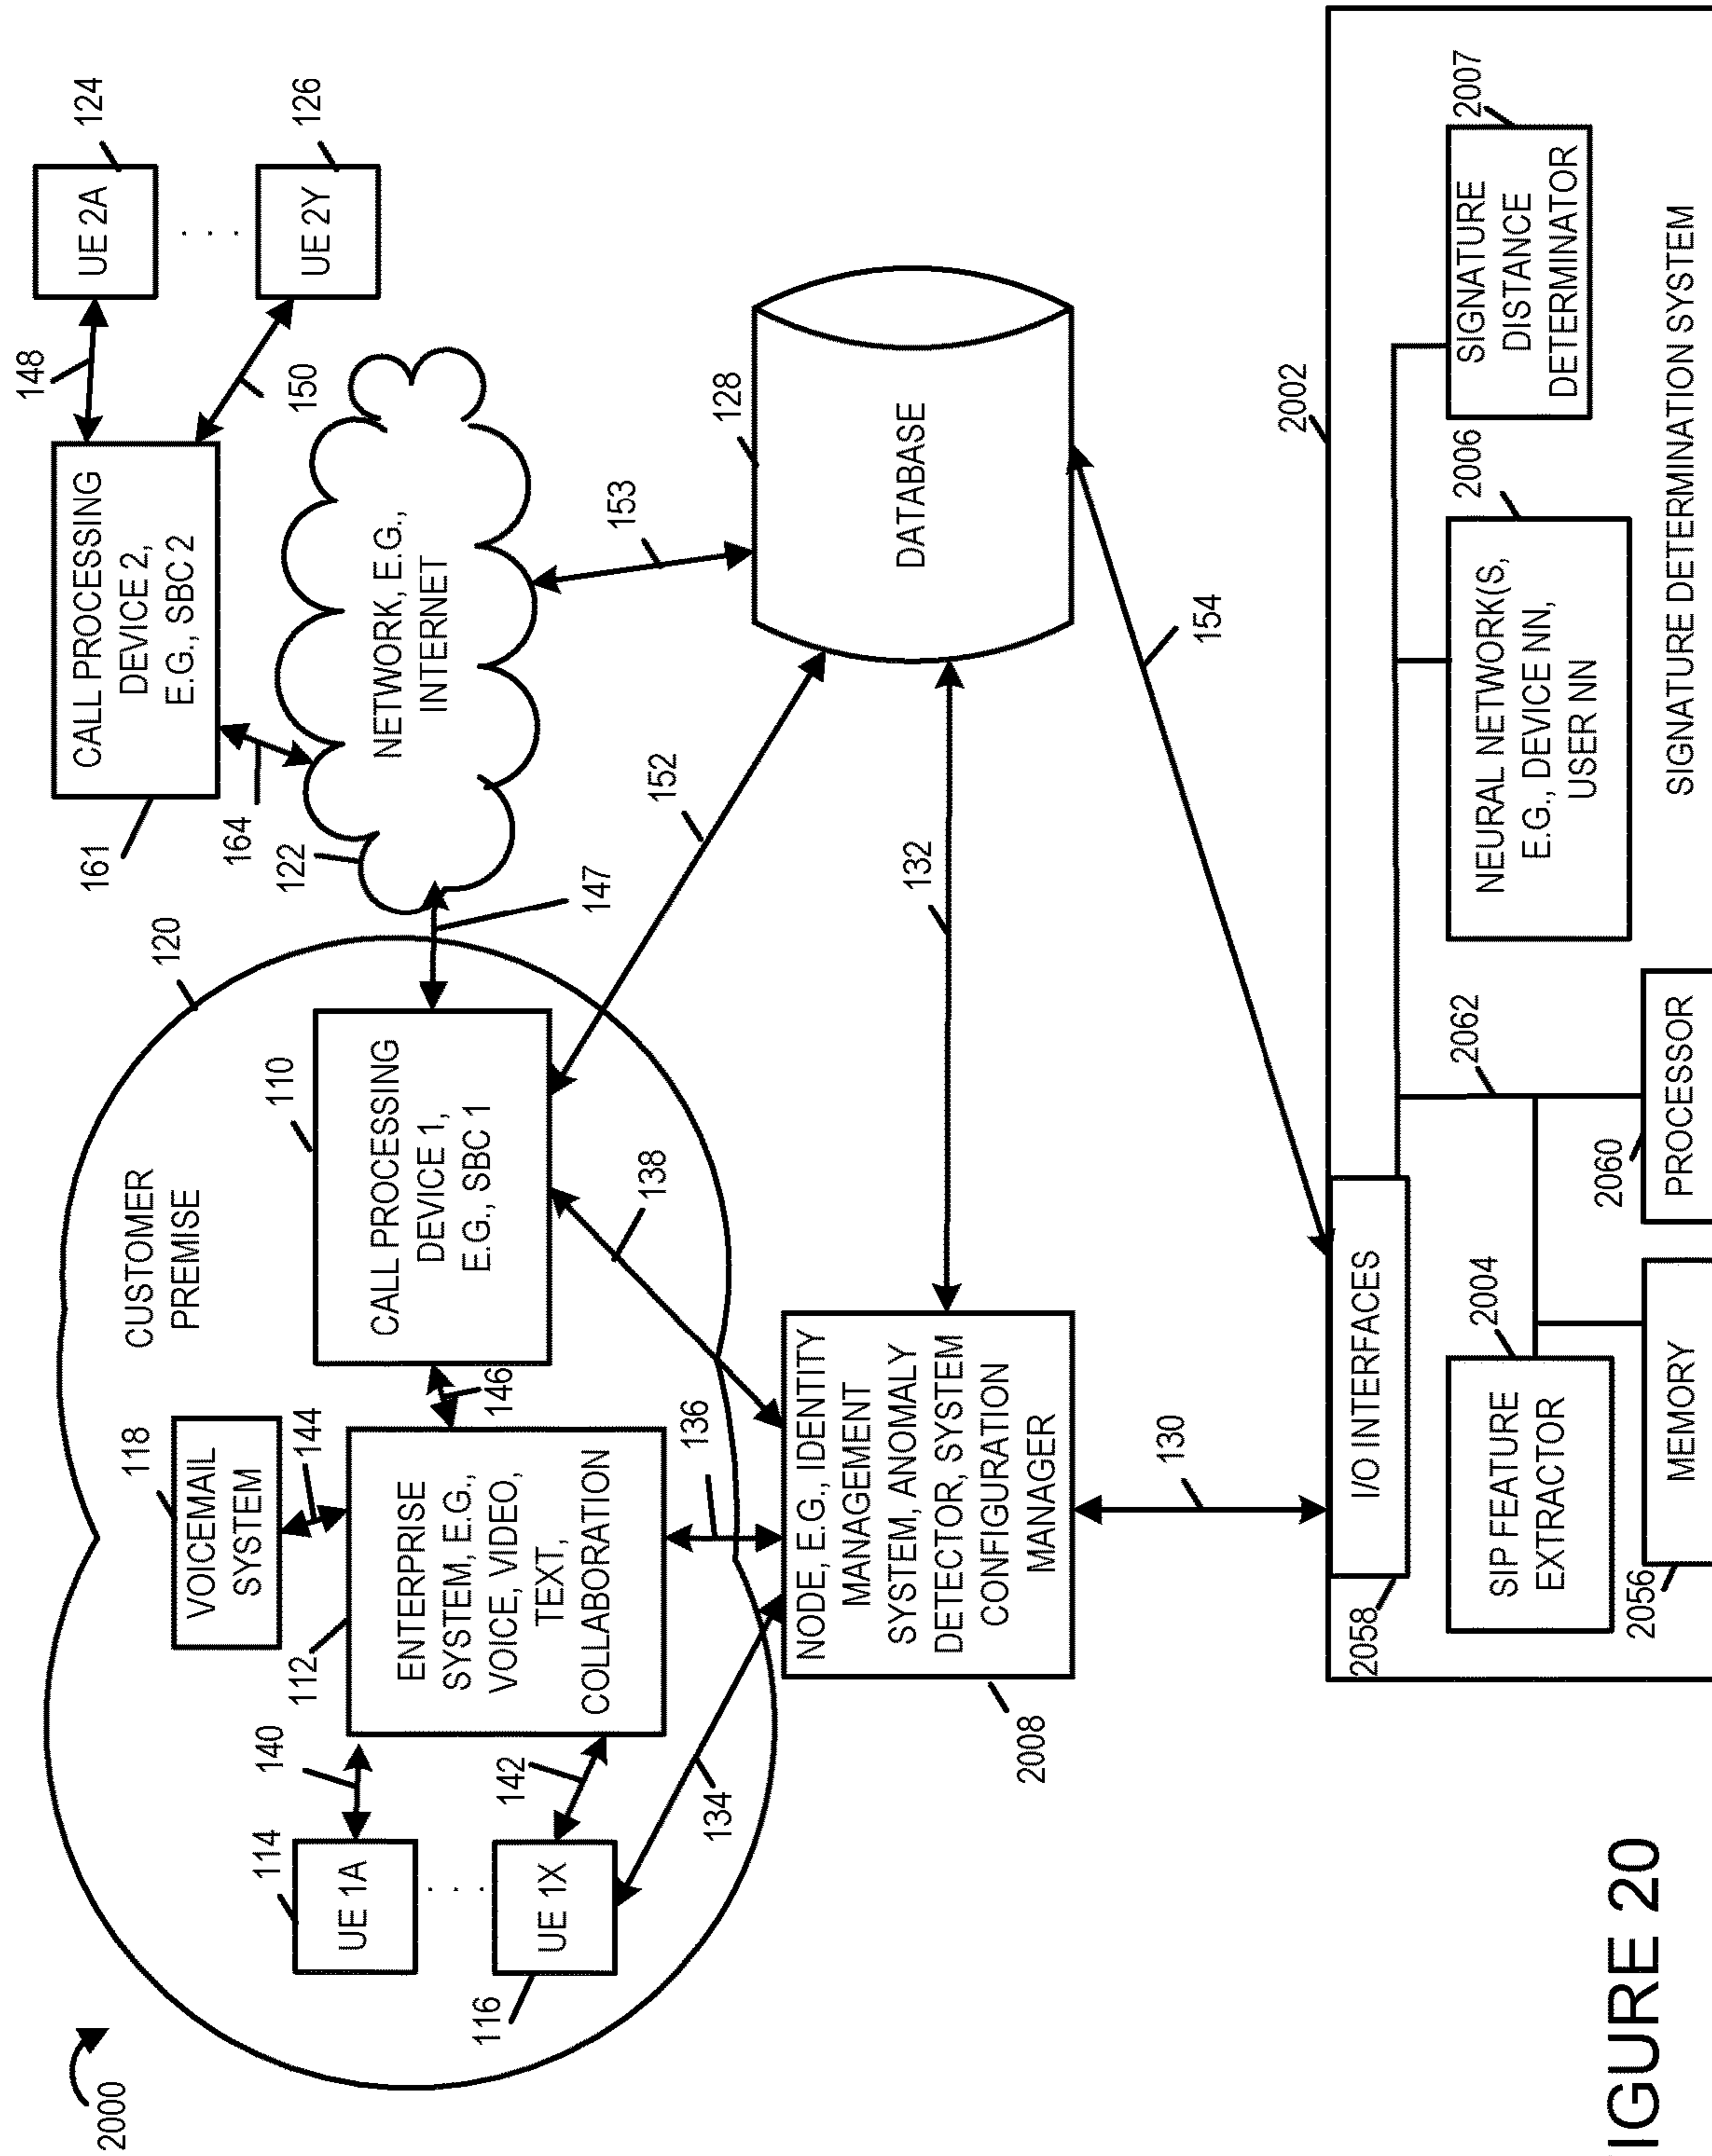 2000
120
CUSTOMER
PREMISE
118
VOICEMAIL
SYSTEM
144
114
UE 1A
140
. . .
116
UE 1X
142
112
ENTERPRISE
SYSTEM, E.G.,
VOICE, VIDEO,
TEXT,
COLLABORATION
146
110
CALL PROCESSING
DEVICE 1,
E.G., SBC 1
147
161
CALL PROCESSING
DEVICE 2,
E.G., SBC 2
148
150
UE 2A
124
. . .
UE 2Y
126
164
122
NETWORK, E.G.,
INTERNET
134
136
138
152
153
2008
NODE, E.G., IDENTITY
MANAGEMENT
SYSTEM, ANOMALY
DETECTOR, SYSTEM
CONFIGURATION
MANAGER
132
128
DATABASE
130
154
2002
2058
I/O INTERFACES
2004
SIP FEATURE
EXTRACTOR
2062
2056
MEMORY
2060
PROCESSOR
2006
NEURAL NETWORK(S,
E.G., DEVICE NN,
USER NN
2007
SIGNATURE
DISTANCE
DETERMINATOR
SIGNATURE DETERMINATION SYSTEM
IGURE 20